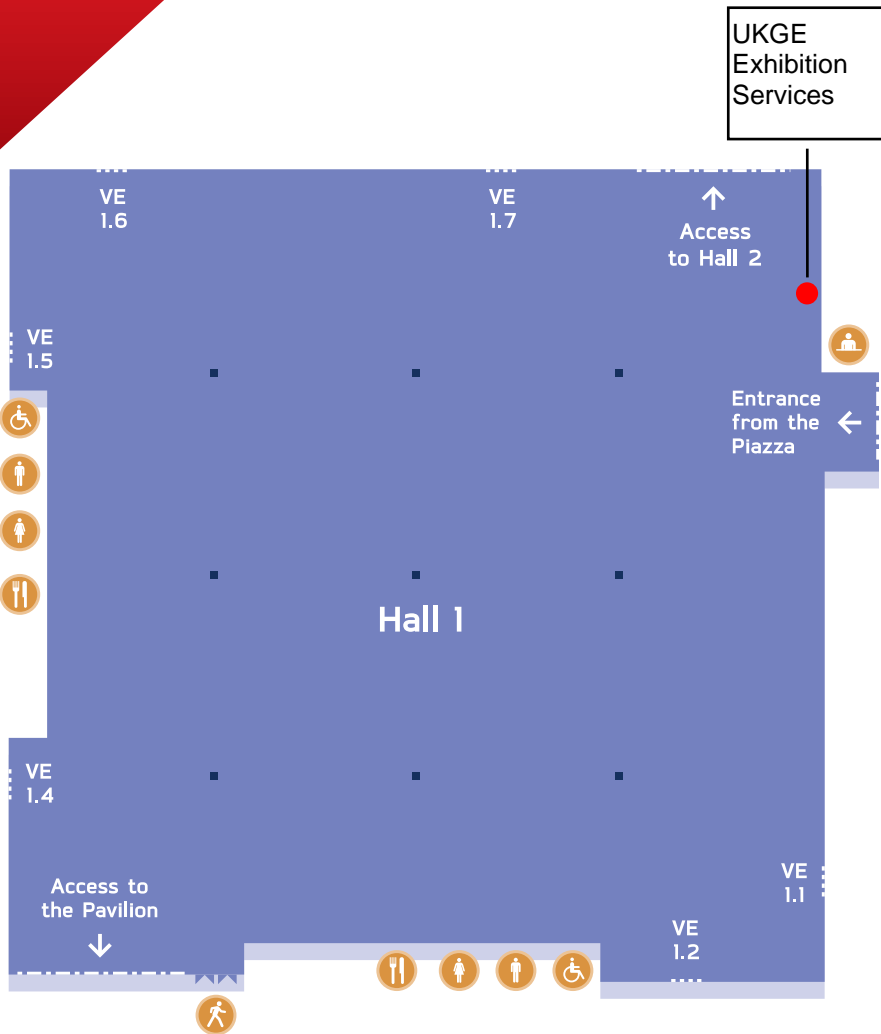 UKGE
Exhibition
Services
VE
1.6
VE
1.7
Access
to Hall 2
VE
1.5
Entrance
from the
Piazza
Hall 1
VE
1.4
Access to
the Pavilion
VE
1.1
VE
1.2